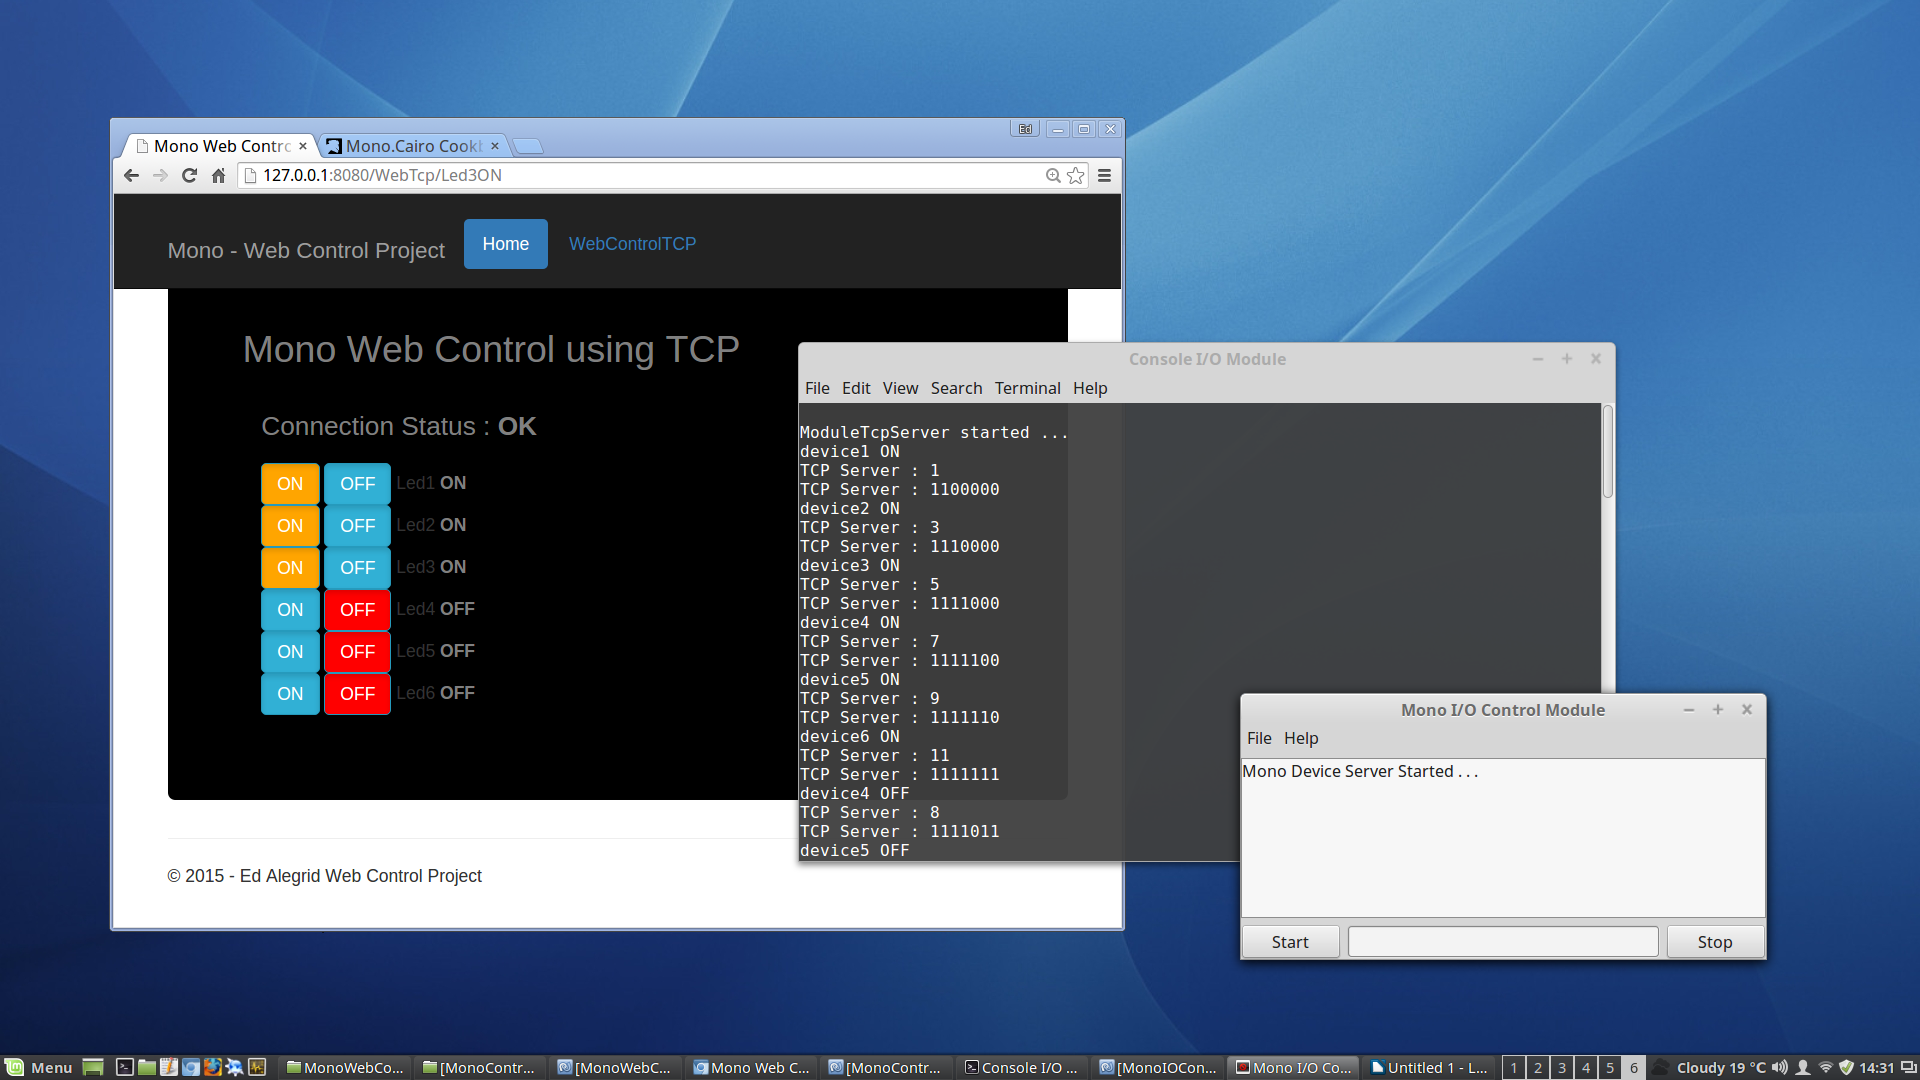 Ed
Mono Web Contro
Mono.Cairo Cookb
127.0.0.1:8080/WebTcp/Led3ON
Mono - Web Control Project
Home
WebControlTCP
Mono Web Control using TCP
Connection Status : OK
ON OFF Led1 ON
ON OFF Led2 ON
ON OFF Led3 ON
ON OFF Led4 OFF
ON OFF Led5 OFF
ON OFF Led6 OFF
© 2015 - Ed Alegrid Web Control Project
Console I/O Module
File Edit View Search Terminal Help
ModuleTcpServer started ...
device1 ON
TCP Server : 1
TCP Server : 1100000
device2 ON
TCP Server : 3
TCP Server : 1110000
device3 ON
TCP Server : 5
TCP Server : 1111000
device4 ON
TCP Server : 7
TCP Server : 1111100
device5 ON
TCP Server : 9
TCP Server : 1111110
device6 ON
TCP Server : 11
TCP Server : 1111111
device4 OFF
TCP Server : 8
TCP Server : 1111011
device5 OFF
Mono I/O Control Module
File Help
Mono Device Server Started . . .
Start
Stop
Menu MonoWebCo... [MonoContr... [MonoWebC... Mono Web C... [MonoContr... Console I/O ... [MonoIOCon... Mono I/O Co... Untitled 1 - L... 1 2 3 4 5 6 Cloudy 19 °C 14:31